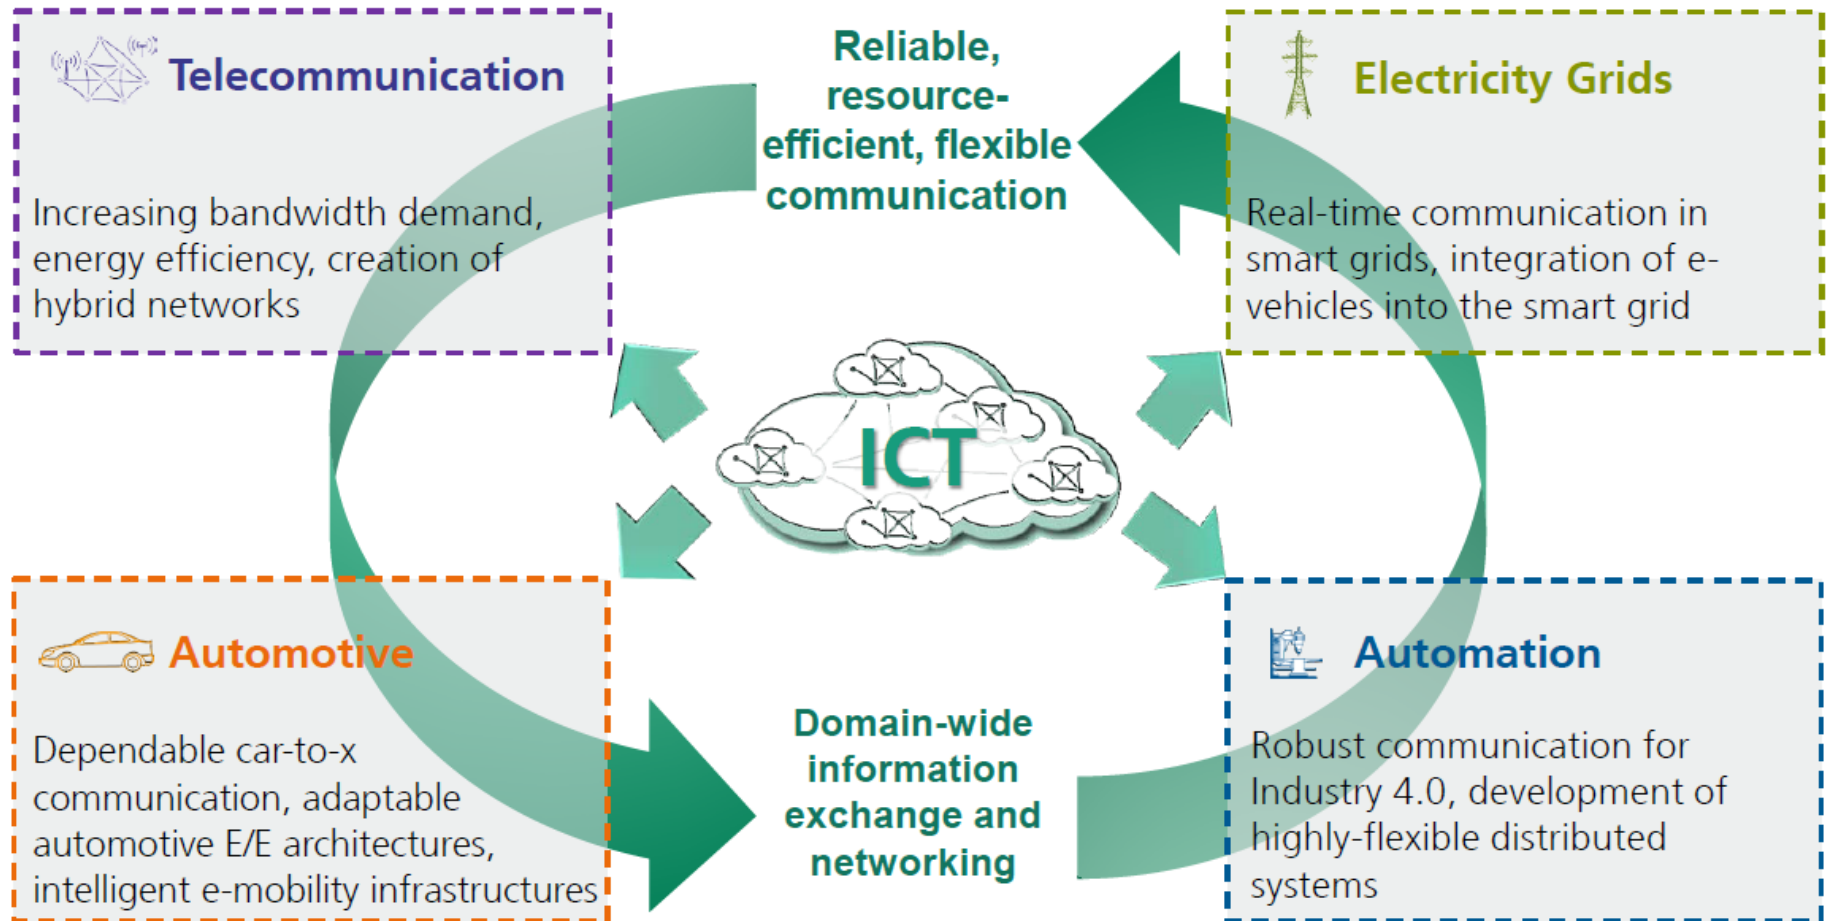 Telecommunication
Increasing bandwidth demand,
energy efficiency, creation of
hybrid networks
Reliable,
resource-
efficient, flexible
communication
Electricity Grids
Real-time communication in
smart grids, integration of e-
vehicles into the smart grid
ICT
Automotive
Dependable car-to-x
communication, adaptable
automotive E/E architectures,
intelligent e-mobility infrastructures
Domain-wide
information
exchange and
networking
Automation
Robust communication for
Industry 4.0, development of
highly-flexible distributed
systems